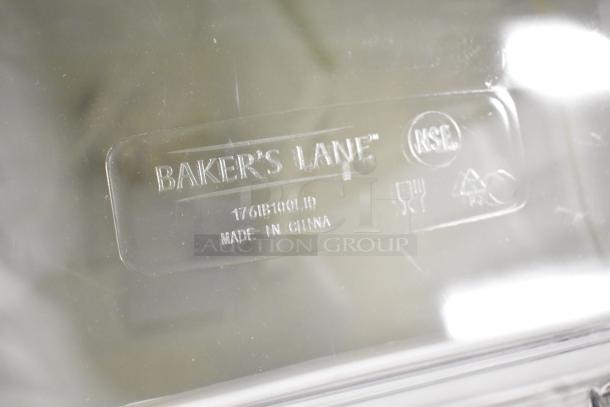 BAKER'S LANE™
NSF.
176IB100LID
MADE IN CHINA
AUCTION GROUP